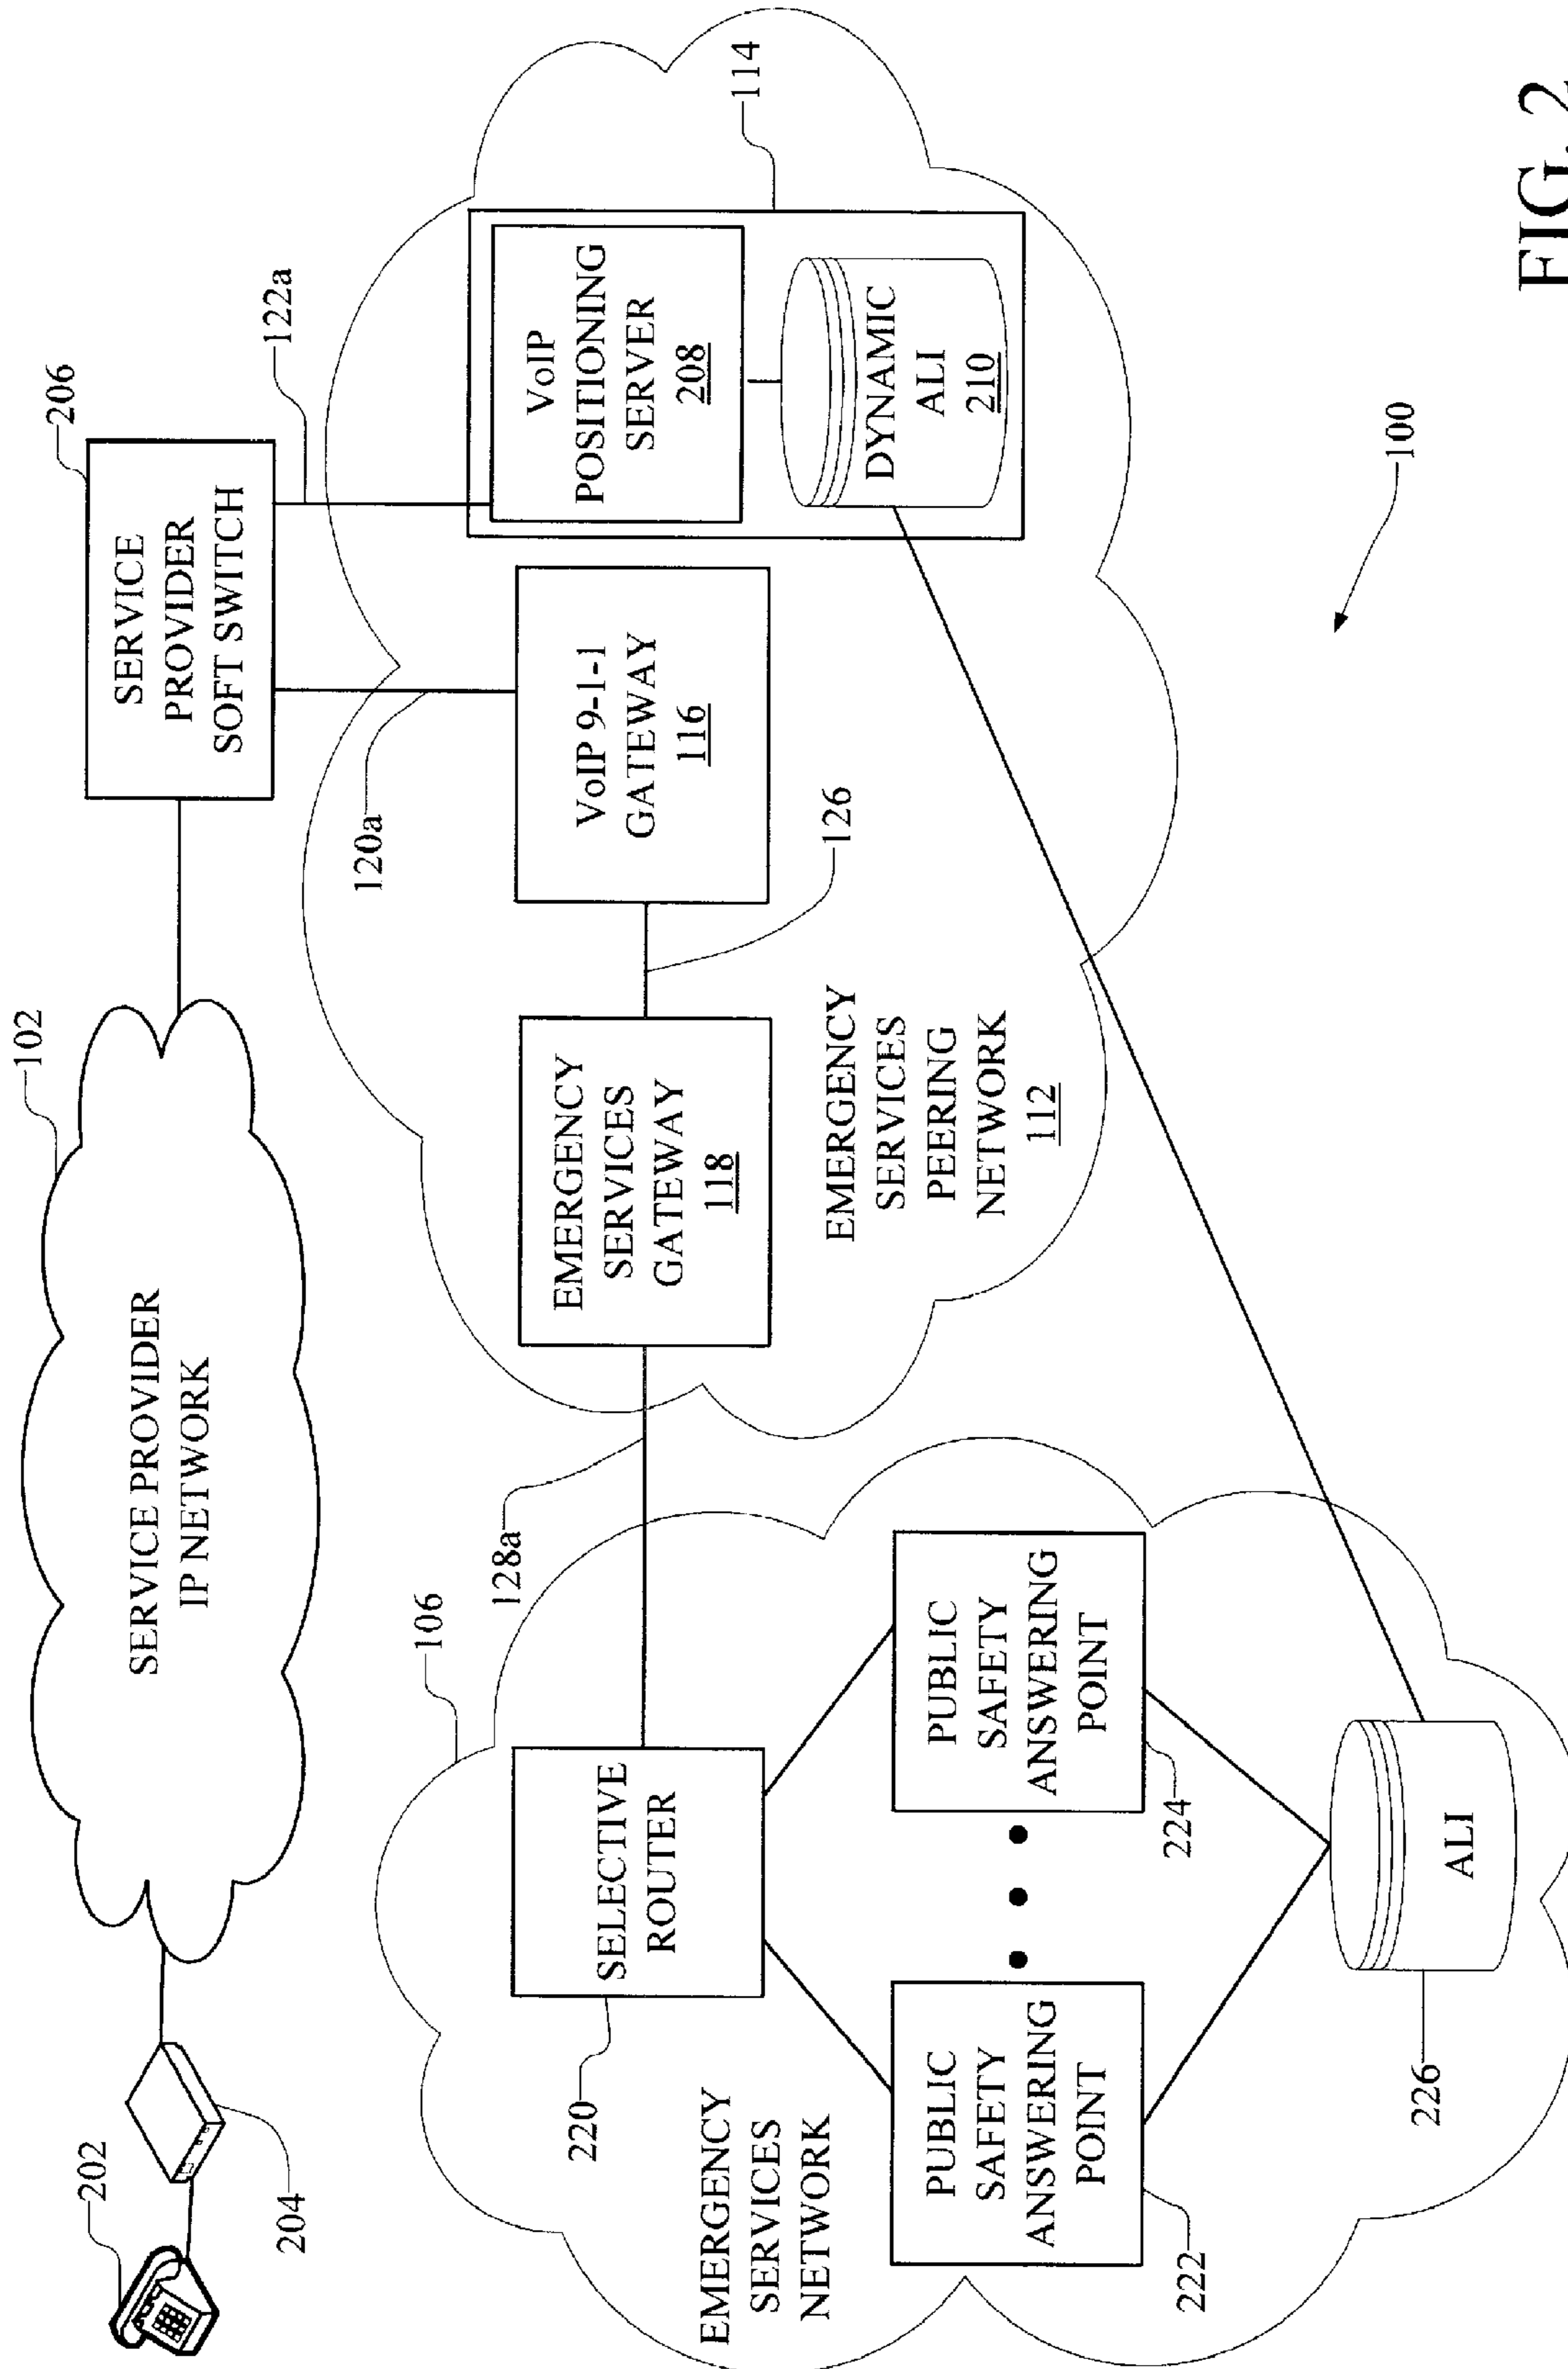 202
204
SERVICE PROVIDER
IP NETWORK
102
SERVICE
PROVIDER
SOFT SWITCH
206
120a
122a
114
VoIP
POSITIONING
SERVER
208
DYNAMIC
ALI
210
VoIP 9-1-1
GATEWAY
116
126
EMERGENCY
SERVICES
GATEWAY
118
128a
EMERGENCY
SERVICES
PEERING
NETWORK
112
106
SELECTIVE
ROUTER
220
EMERGENCY
SERVICES
NETWORK
PUBLIC
SAFETY
ANSWERING
POINT
222
PUBLIC
SAFETY
ANSWERING
POINT
224
ALI
226
100
FIG. 2